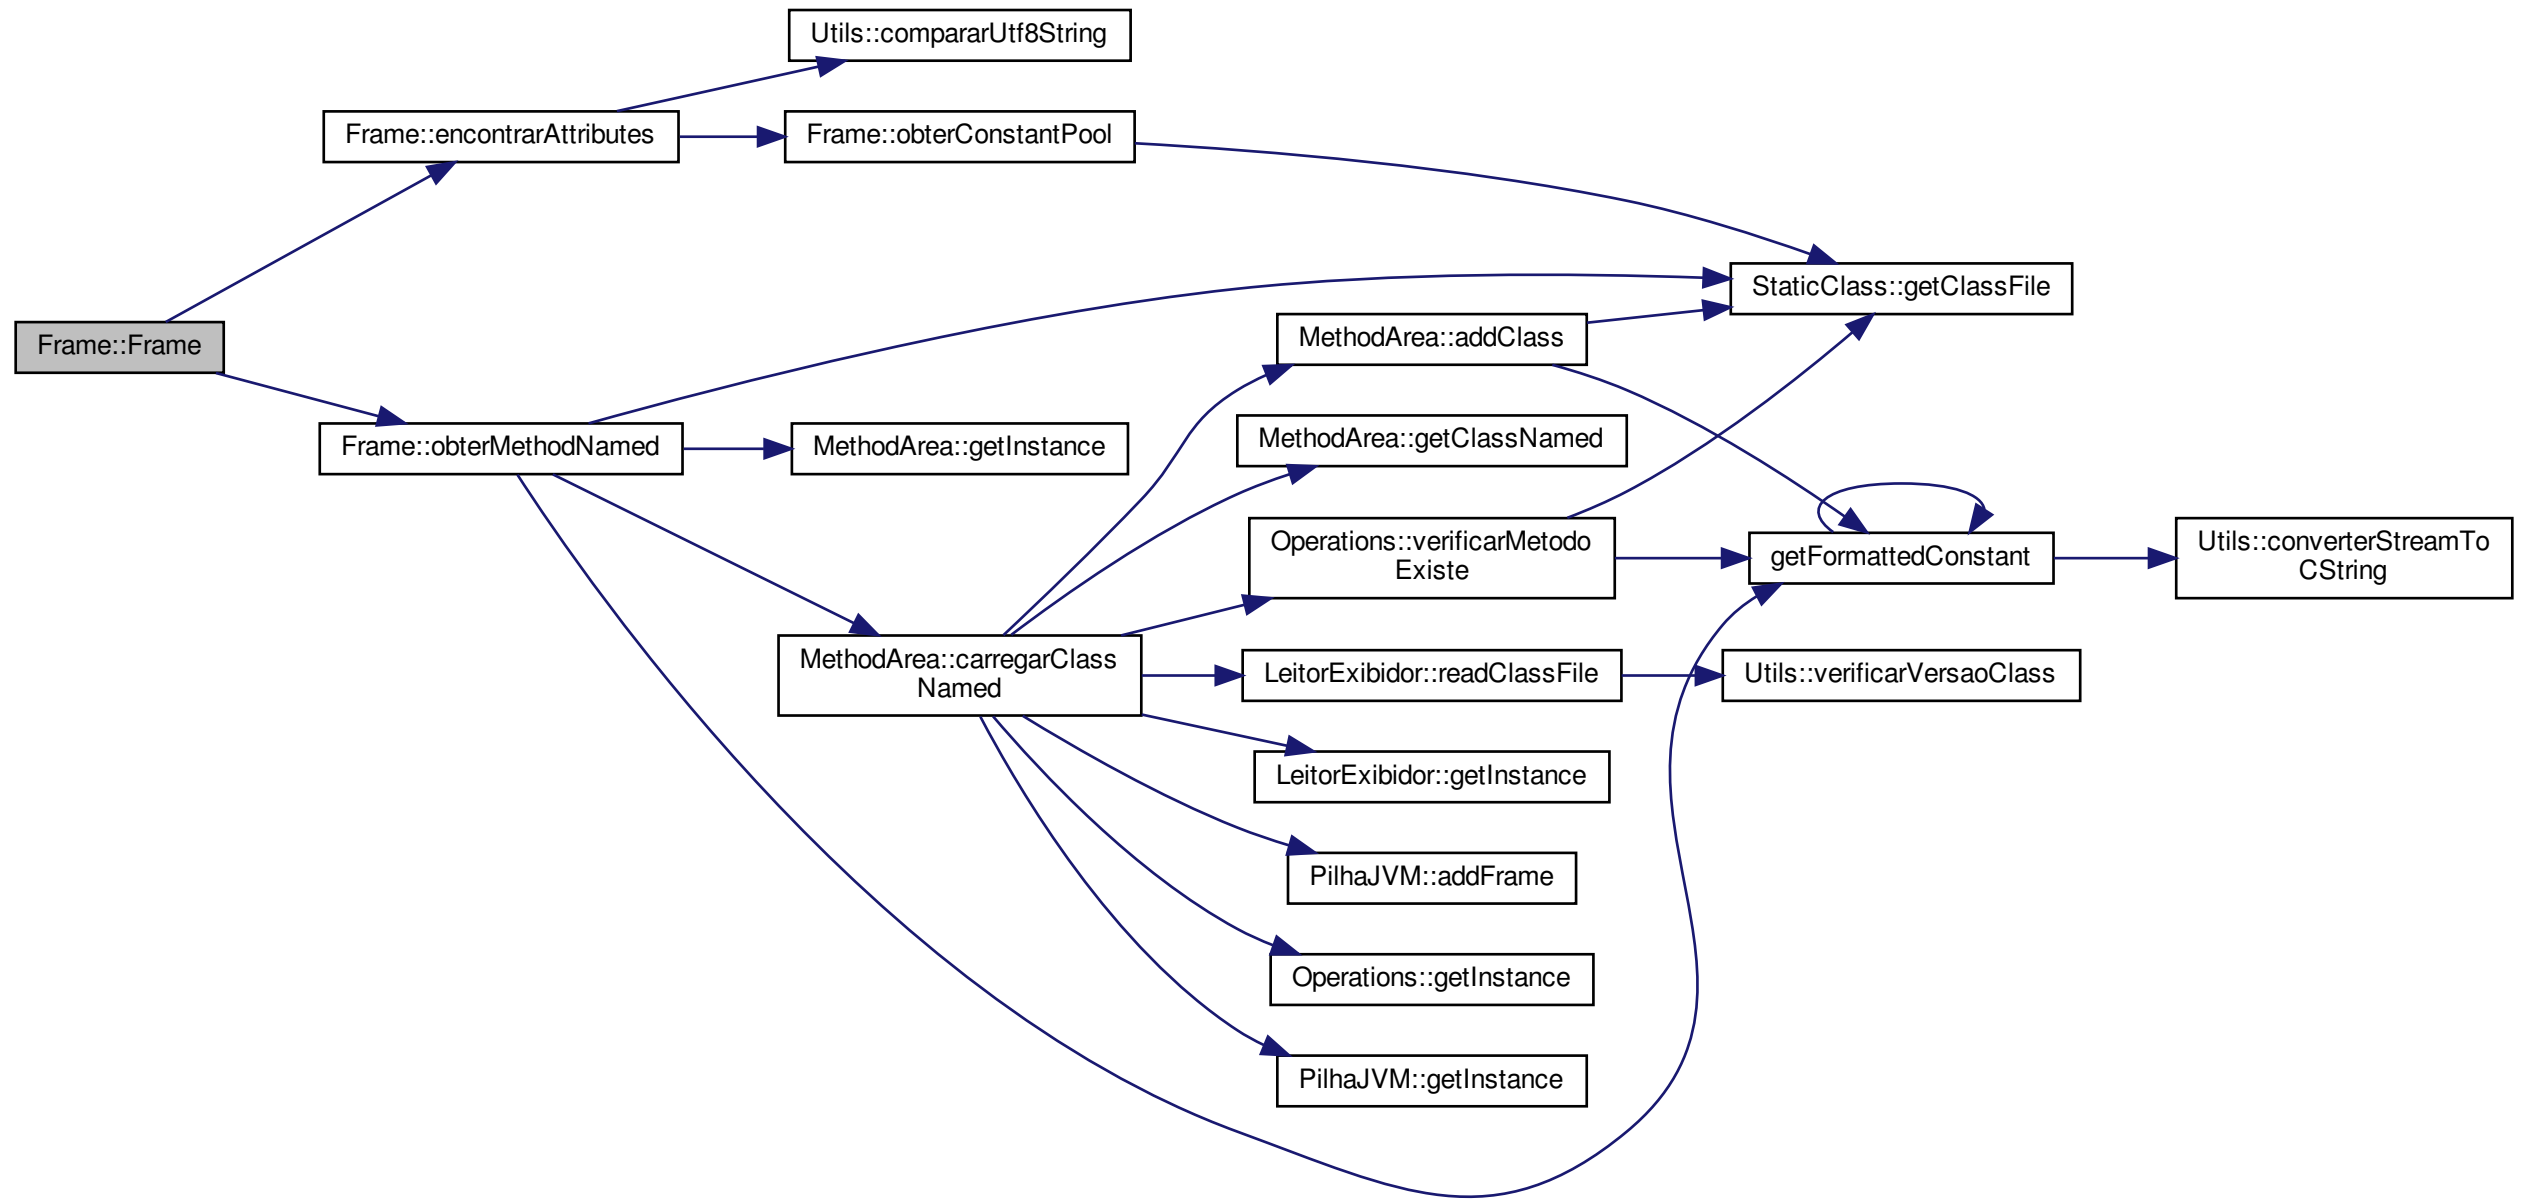 Utils::compararUtf8String
Frame::encontrarAttributes
Frame::obterConstantPool
StaticClass::getClassFile
Frame::Frame
MethodArea::addClass
Frame::obterMethodNamed
MethodArea::getInstance
MethodArea::getClassNamed
Operations::verificarMetodo
Existe
getFormattedConstant
Utils::converterStreamTo
CString
MethodArea::carregarClass
Named
LeitorExibidor::readClassFile
Utils::verificarVersaoClass
LeitorExibidor::getInstance
PilhaJVM::addFrame
Operations::getInstance
PilhaJVM::getInstance